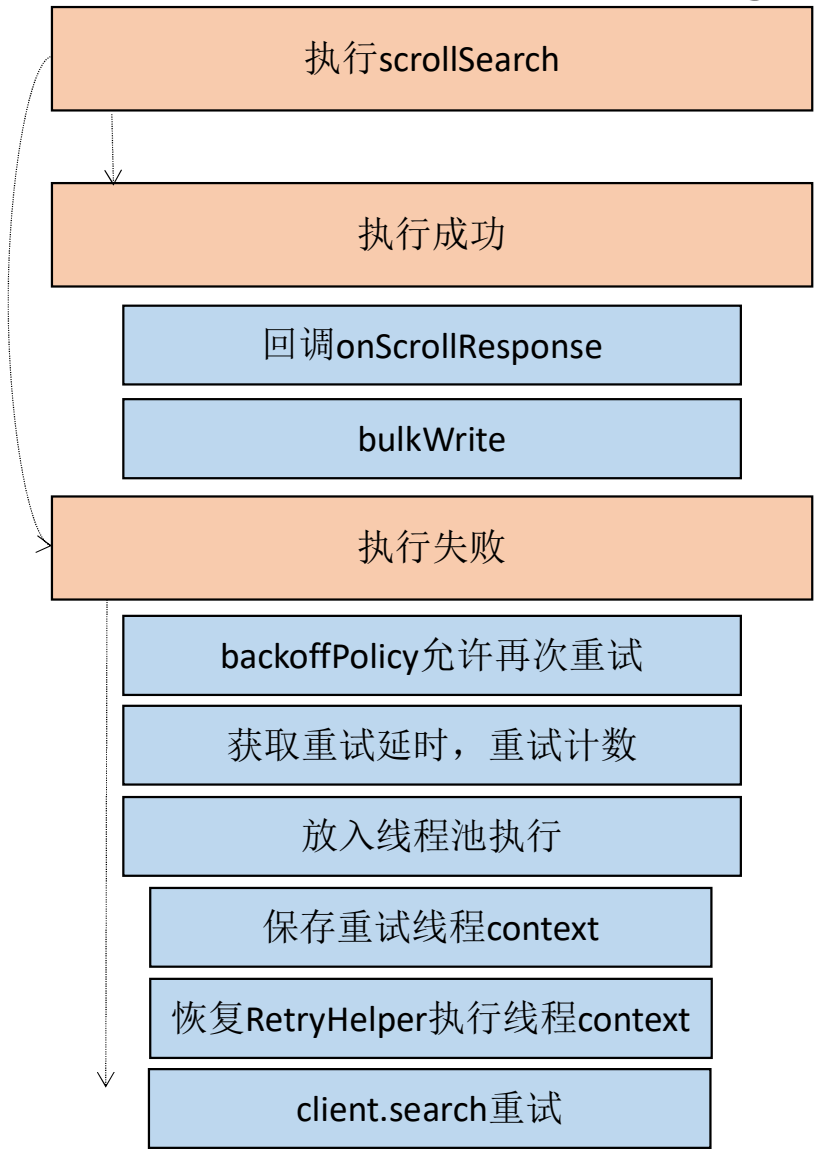 执行scrollSearch
执行成功
回调onScrollResponse
bulkWrite
执行失败
backoffPolicy允许再次重试
获取重试延时，重试计数
放入线程池执行
保存重试线程context
恢复RetryHelper执行线程context
client.search重试